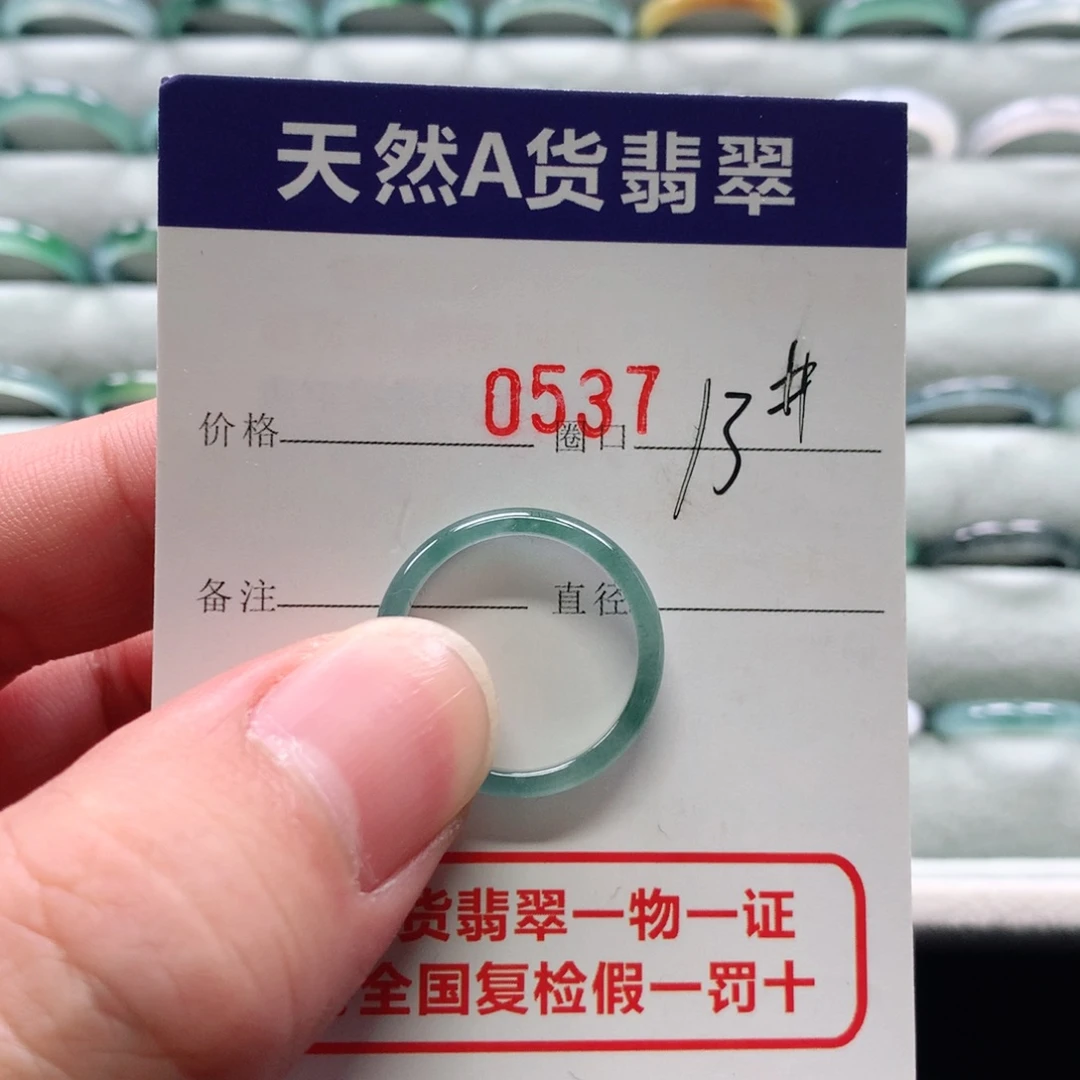 天然A货翡翠
0537
价格 圈口 13#
备注 直径
货翡翠一物一证
全国复检假一罚十